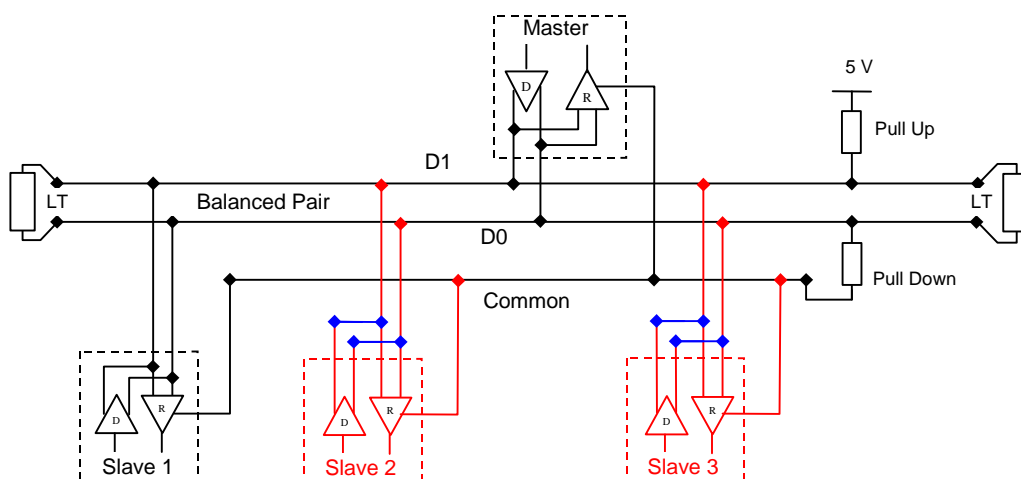 Master
D
R
5 V
Pull Up
D1
LT
Balanced Pair
LT
D0
Pull Down
Common
D
R
D
R
D
R
Slave 1
Slave 2
Slave 3